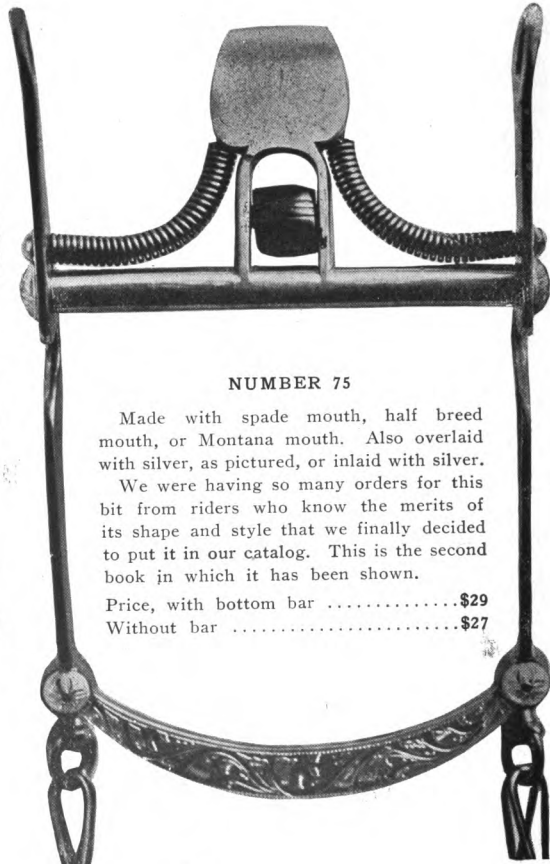 NUMBER 75
Made with spade mouth, half breed
mouth, or Montana mouth. Also overlaid
with silver, as pictured, or inlaid with silver.
We were having so many orders for this
bit from riders who know the merits of
its shape and style that we finally decided
to put it in our catalog. This is the second
book in which it has been shown.
Price, with bottom bar ..............$29
Without bar ........................$27